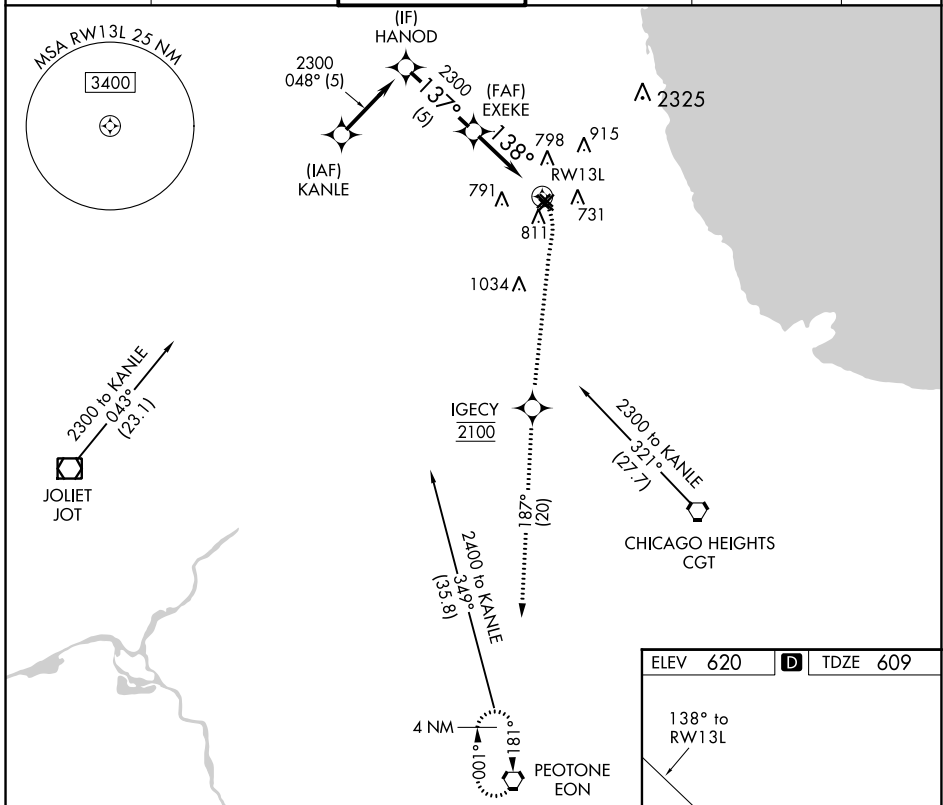 MSA RW13L 25 NM
3400
(IF)
HANOD
2300
048° (5)
2300
137°
(5)
(FAF)
EXEKE
138°
(IAF)
KANLE
2325
798
915
RW13L
791
731
811
1034
IGECY
2100
187°
(20)
2300 to KANLE
043°
(23.1)
JOLIET
JOT
2300 to KANLE
321°
(27.7)
CHICAGO HEIGHTS
CGT
2400 to KANLE
349°
(35.8)
4 NM
001°
181°
PEOTONE
EON
ELEV 620 D TDZE 609
138° to
RW13L